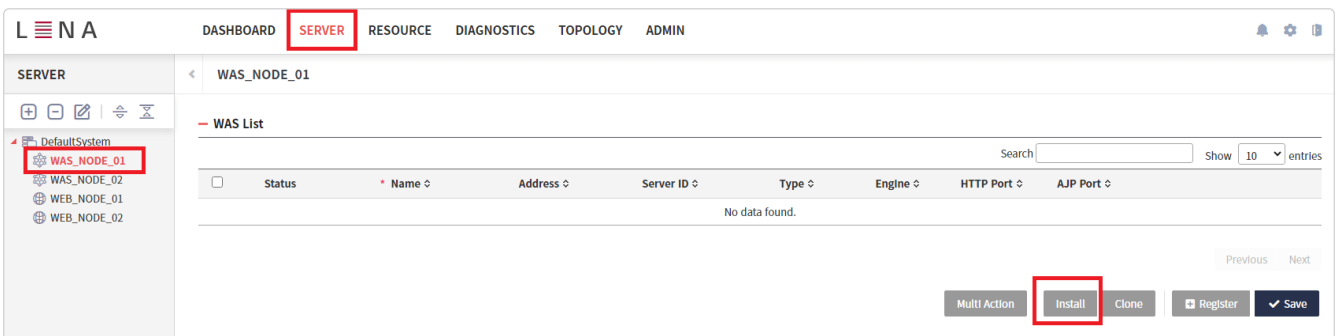 LENA
DASHBOARD SERVER RESOURCE DIAGNOSTICS TOPOLOGY ADMIN
SERVER
WAS_NODE_01
DefaultSystem
WAS_NODE_01
WAS_NODE_02
WEB_NODE_01
WEB_NODE_02
WAS List
Search Show 10 entries
Status * Name Address Server ID Type Engine HTTP Port AJP Port
No data found.
Previous Next
Multi Action Install Clone Register Save